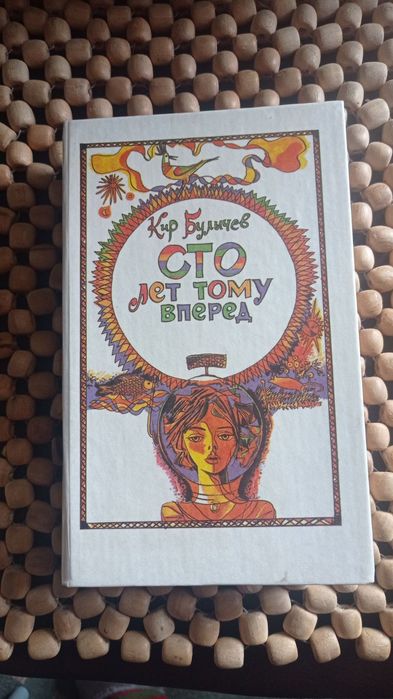 Кир Булычев
СТО
лет тому
вперед